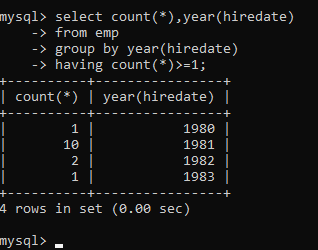 mysql> select count(*),year(hiredate)
    -> from emp
    -> group by year(hiredate)
    -> having count(*)>=1;
+----------+----------------+
| count(*) | year(hiredate) |
+----------+----------------+
|        1 |           1980 |
|       10 |           1981 |
|        2 |           1982 |
|        1 |           1983 |
+----------+----------------+
4 rows in set (0.00 sec)
mysql>